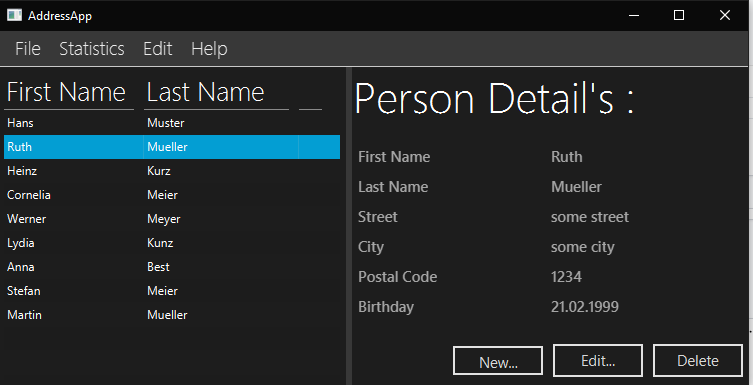 AddressApp
File Statistics Edit Help
First Name Last Name
Hans Muster
Ruth Mueller
Heinz Kurz
Cornelia Meier
Werner Meyer
Lydia Kunz
Anna Best
Stefan Meier
Martin Mueller
Person Detail's :
First Name Ruth
Last Name Mueller
Street some street
City some city
Postal Code 1234
Birthday 21.02.1999
New... Edit... Delete